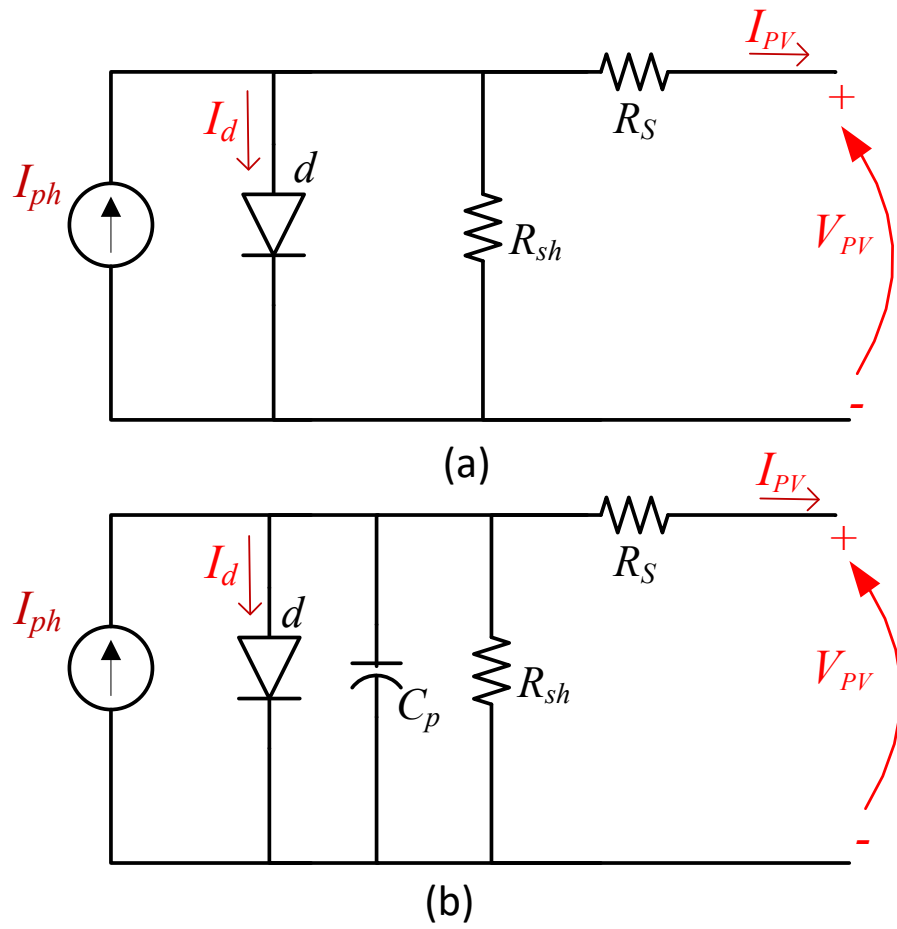 I_PV
+
I_d
R_S
d
I_ph
R_sh
V_PV
-
(a)
I_PV
+
I_d
R_S
d
I_ph
R_sh
V_PV
C_p
-
(b)